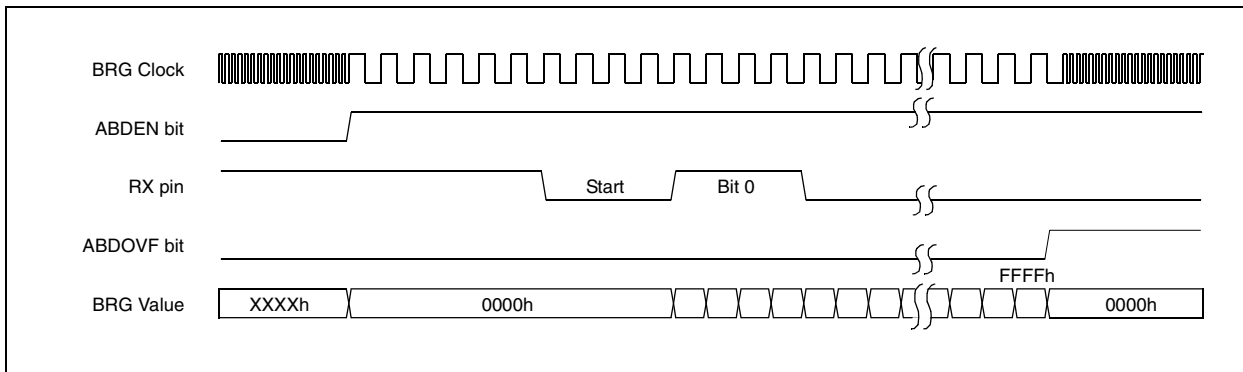 BRG Clock
ABDEN bit
RX pin
Start
Bit 0
ABDOVF bit
FFFFh
BRG Value
XXXXh
0000h
0000h